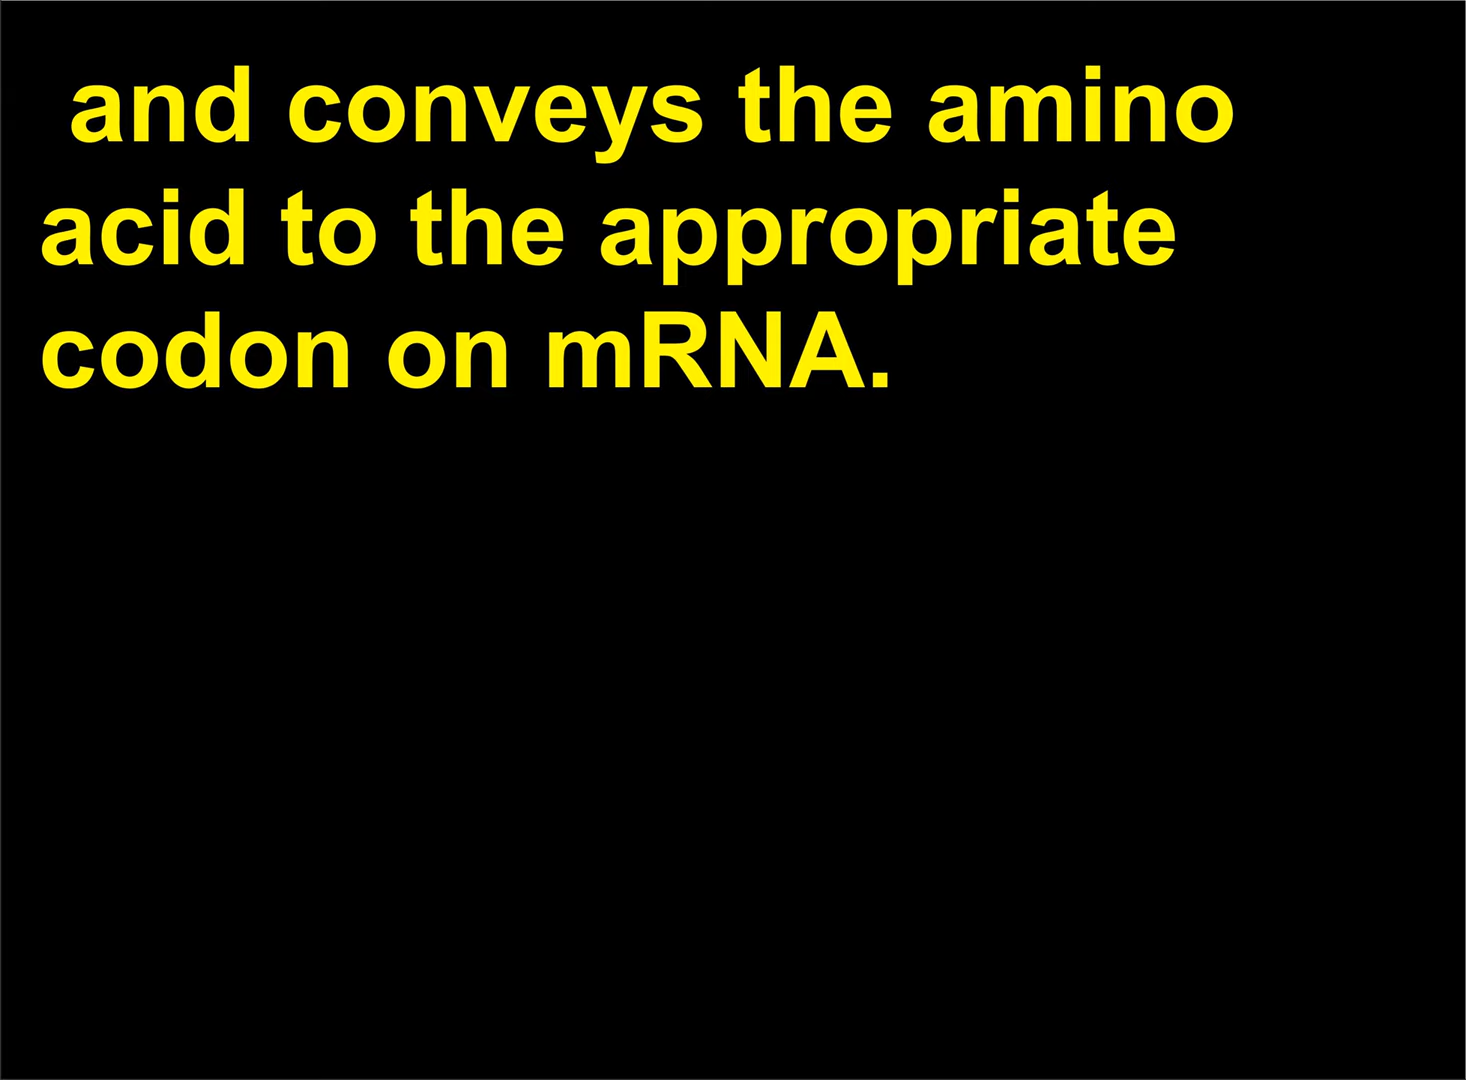 and conveys the amino
acid to the appropriate
codon on mRNA.